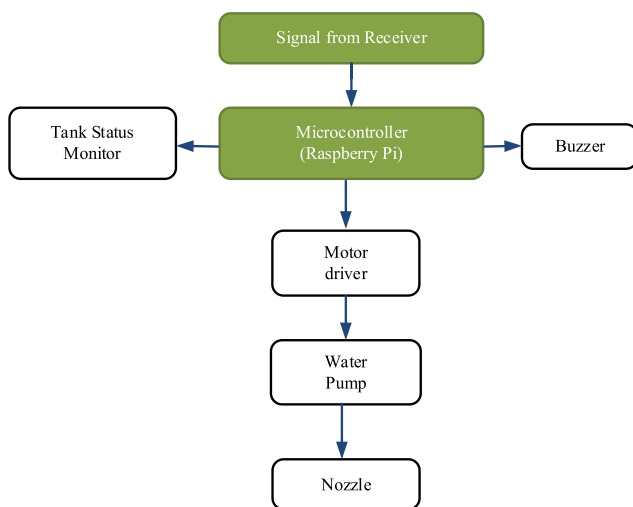 Signal from Receiver
Tank Status
Monitor
Microcontroller
(Raspberry Pi)
Buzzer
Motor
driver
Water
Pump
Nozzle